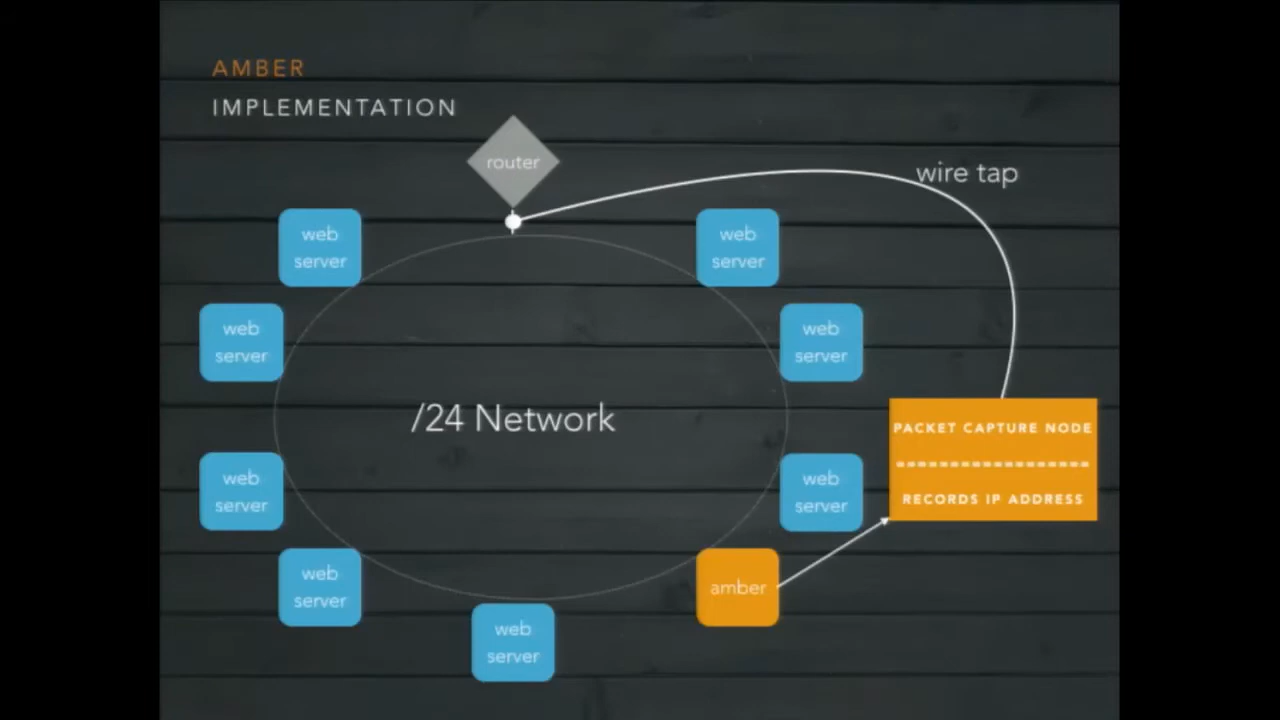 AMBER
IMPLEMENTATION
router
wire tap
web
server
web
server
web
server
web
server
/24 Network
PACKET CAPTURE NODE
RECORDS IP ADDRESS
web
server
web
server
web
server
amber
web
server